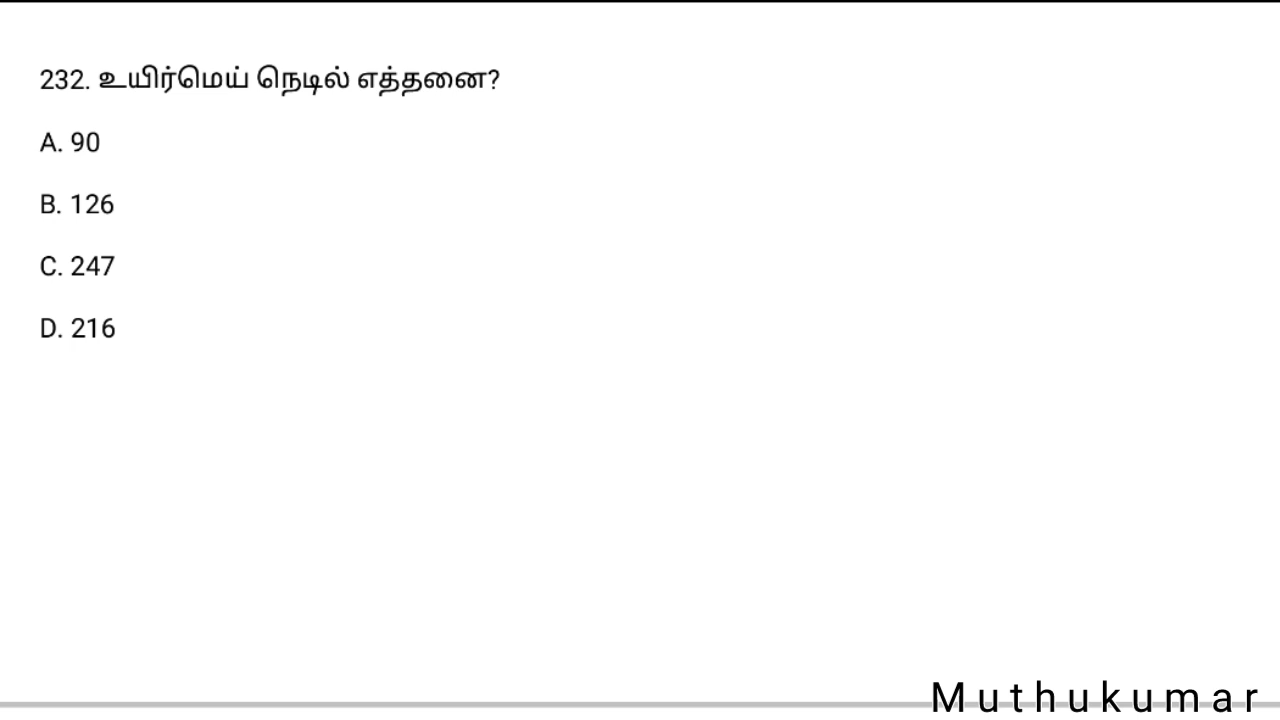 232. உயிர்மெய் நெடில் எத்தனை?
A. 90
B. 126
C. 247
D. 216
Muthukumar